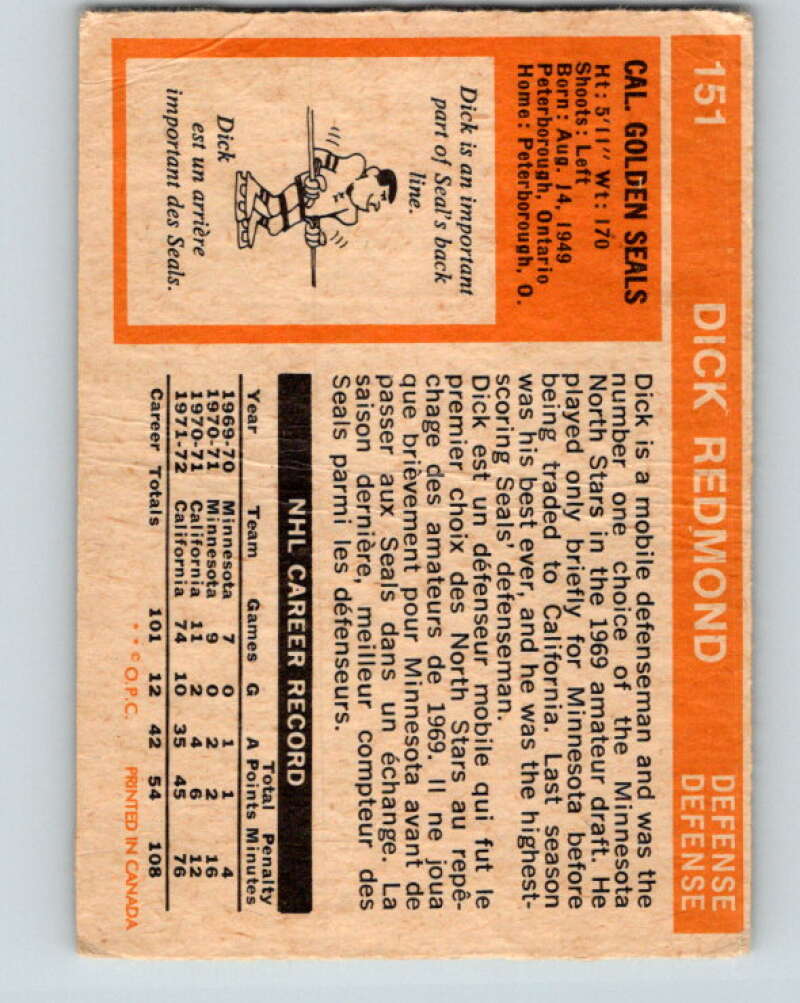 151 DICK REDMOND DEFENSE
DEFENSE
CAL. GOLDEN SEALS
Ht: 5'11" Wt: 170
Shoots: Left
Born: Aug. 14, 1949
Peterborough, Ontario
Home: Peterborough, O.
Dick is an important
part of Seal's back
line.
Dick
est un arrière
important des Seals.
Dick is a mobile defenseman and was the
number one choice of the Minnesota
North Stars in the 1969 amateur draft. He
played only briefly for Minnesota before
being traded to California. Last season
was his best ever, and he was the highest-
scoring Seals' defenseman.
Dick est un défenseur mobile qui fut le
premier choix des North Stars au repê-
chage des amateurs de 1969. Il ne joua
que brièvement pour Minnesota avant de
passer aux Seals dans un échange. La
saison dernière, meilleur compteur des
Seals parmi les défenseurs.
NHL CAREER RECORD
Total Penalty
Year Team Games G A Points Minutes
1969-70 Minnesota 7 0 1 1 4
1970-71 Minnesota 9 0 2 2 16
1970-71 California 11 2 4 6 12
1971-72 California 74 10 35 45 76
Career Totals 101 12 42 54 108
* * © O.P.C. PRINTED IN CANADA